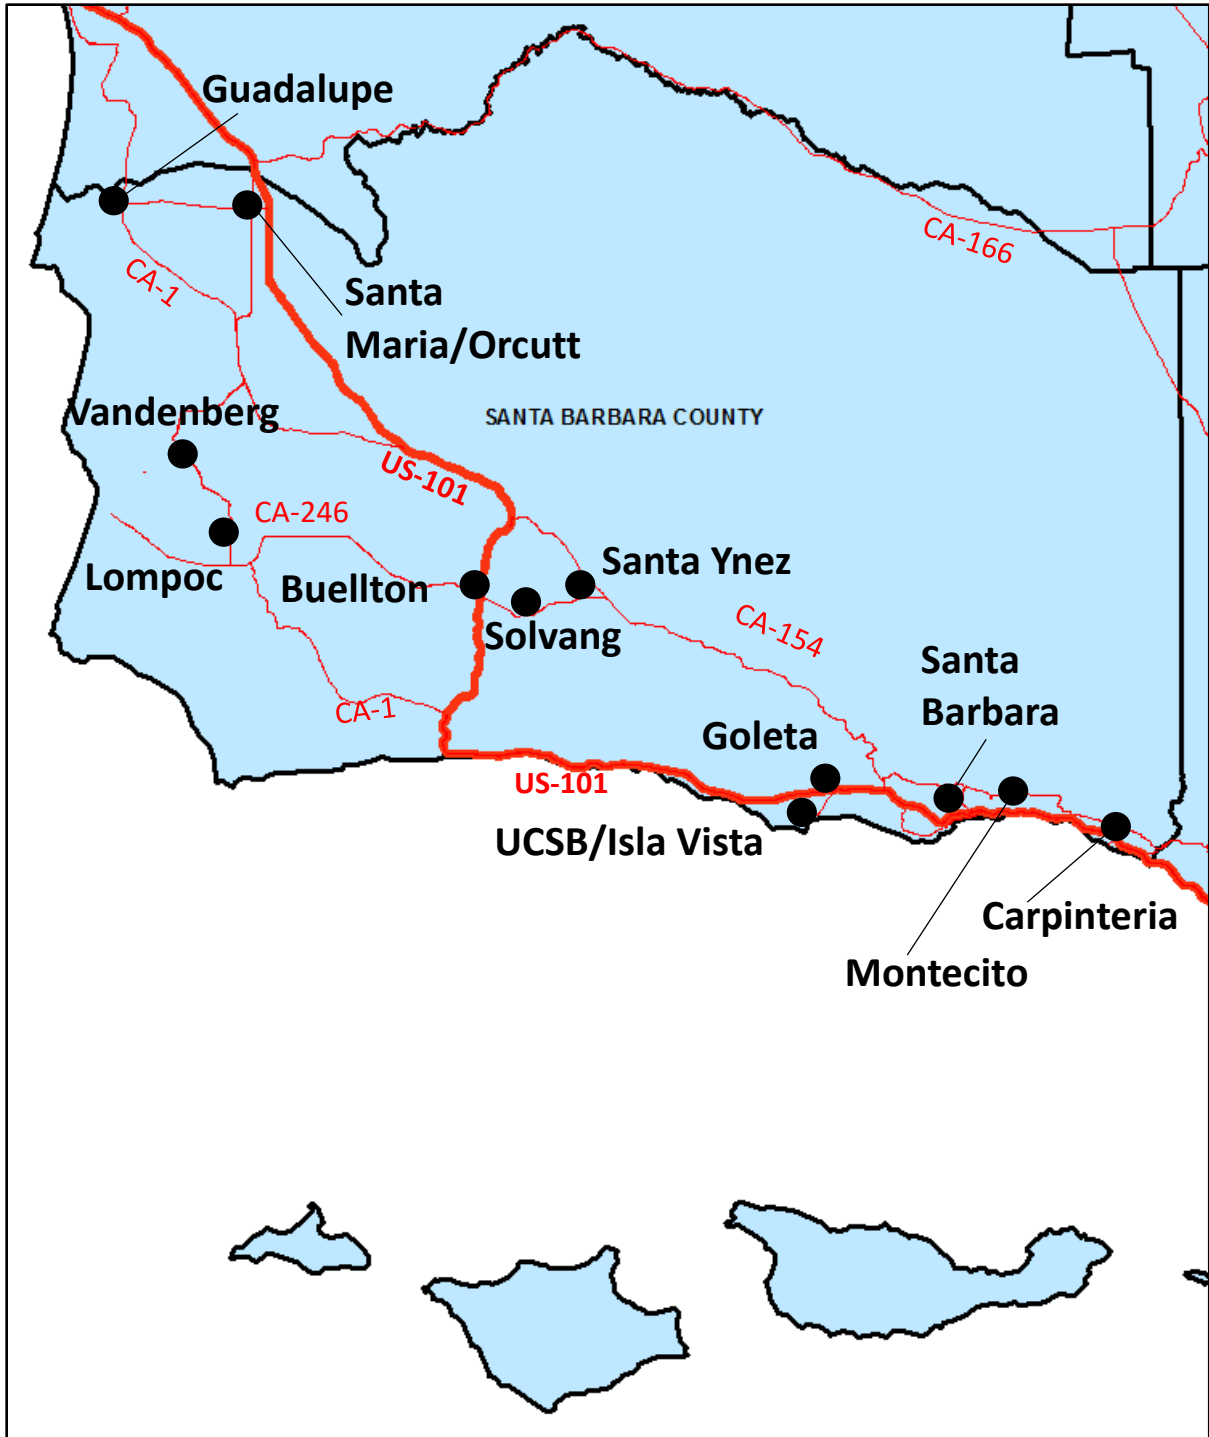 Guadalupe
CA-166
CA-1
Santa
Maria/Orcutt
Vandenberg
SANTA BARBARA COUNTY
US-101
CA-246
Santa Ynez
Lompoc
Buellton
Solvang
CA-154
Santa
Barbara
CA-1
Goleta
US-101
UCSB/Isla Vista
Carpinteria
Montecito